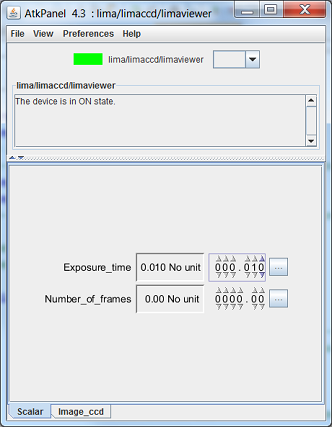 AtkPanel 4.3 : lima/limaccd/limaviewer
File View Preferences Help
lima/limaccd/limaviewer
lima/limaccd/limaviewer
The device is in ON state.
Exposure_time 0.010 No unit 000.010 ...
Number_of_frames 0.00 No unit 0000.00 ...
Scalar Image_ccd